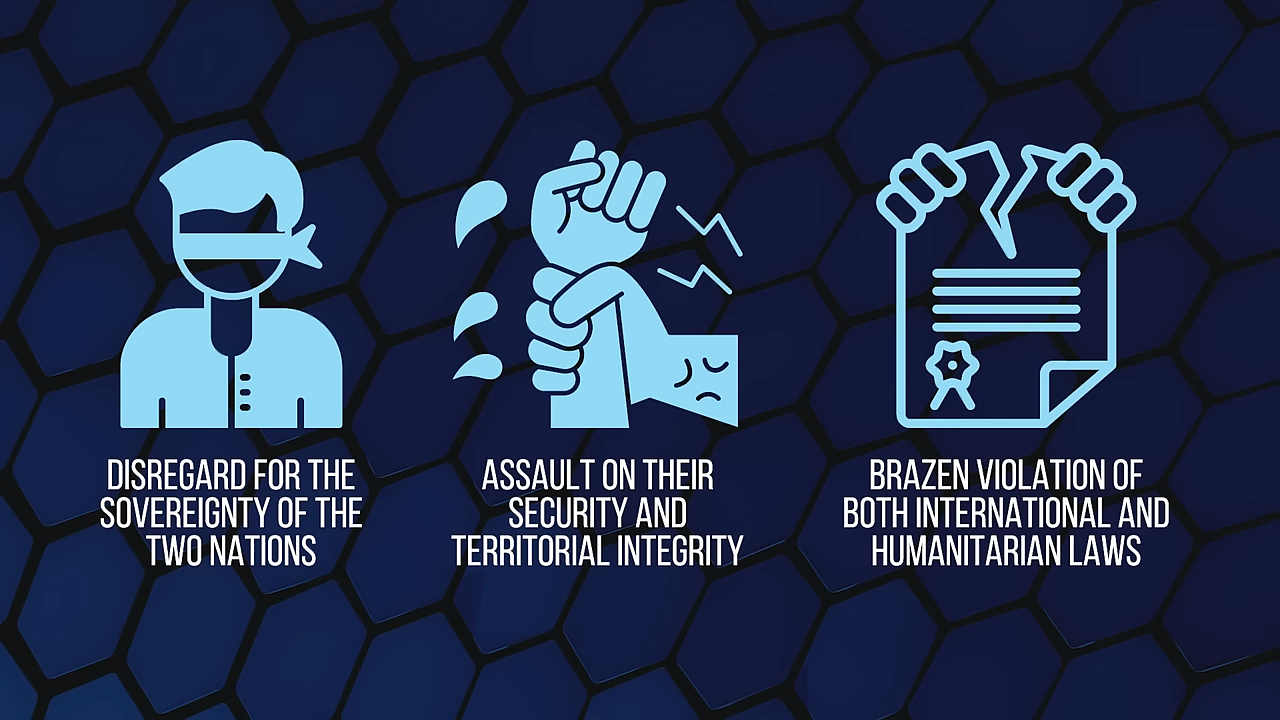 DISREGARD FOR THE
SOVEREIGNTY OF THE
TWO NATIONS
ASSAULT ON THEIR
SECURITY AND
TERRITORIAL INTEGRITY
BRAZEN VIOLATION OF
BOTH INTERNATIONAL AND
HUMANITARIAN LAWS